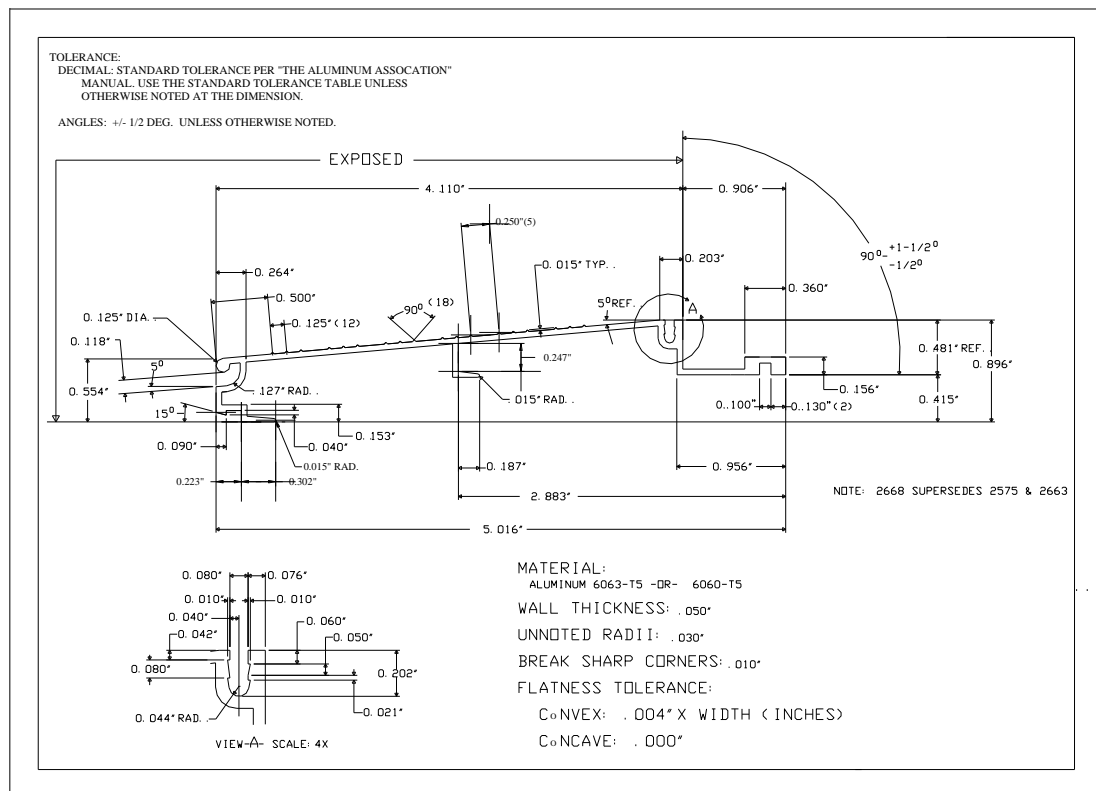 TOLERANCE:
DECIMAL: STANDARD TOLERANCE PER "THE ALUMINUM ASSOCATION"
MANUAL. USE THE STANDARD TOLERANCE TABLE UNLESS
OTHERWISE NOTED AT THE DIMENSION.
ANGLES: +/- 1/2 DEG. UNLESS OTHERWISE NOTED.
EXPOSED
4. 110"
0. 906"
0.250"(5)
90° +1-1/2°
-1/2°
0. 264"
0. 015" TYP. .
0. 203"
0. 500"
90° (18)
5° REF. .
A
0. 360"
0. 125" DIA. .
0. 125" (12)
0. 118"
5°
0.247"
0. 481" REF. .
0. 896"
0. 554"
. 127" RAD. .
. 015" RAD. .
0. 156"
0. 415"
15°
0. 153"
0. .100"
0. .130" (2)
0. 090"
0. 040"
0.015" RAD.
0. 187"
0. 956"
0.223"
0.302"
2. 883"
NOTE: 2668 SUPERSEDES 2575 & 2663
5. 016"
0. 080"
0. 076"
0. 010"
0. 010"
0. 040"
0. 060"
0. 042"
0. 050"
0. 080"
0. 202"
0. 021"
0. 044" RAD. .
VIEW-A- SCALE: 4X
MATERIAL:
ALUMINUM 6063-T5 -OR- 6060-T5
WALL THICKNESS: .050"
UNNOTED RADII: .030"
BREAK SHARP CORNERS: .010"
FLATNESS TOLERANCE:
CoNVEX: . 004" X WIDTH (INCHES)
CoNCAVE: . 000"